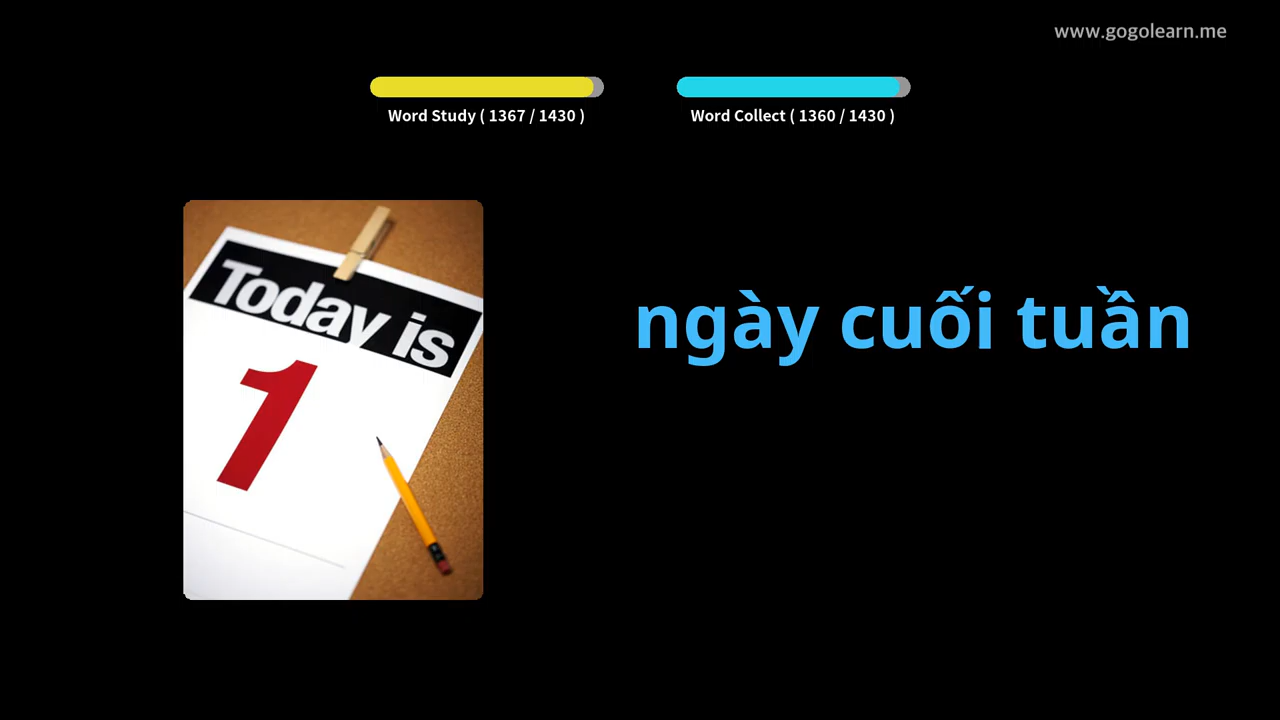 www.gogolearn.me
Word Study ( 1367 / 1430 )
Word Collect ( 1360 / 1430 )
Today is
1
ngày cuối tuần